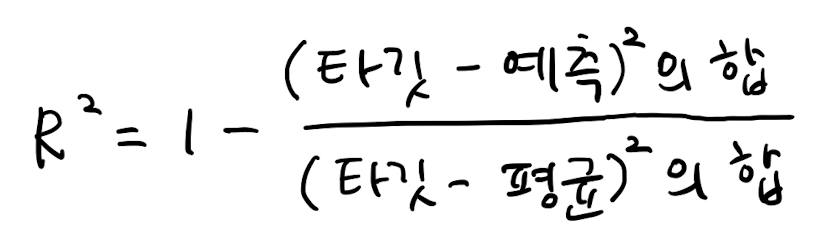 (타깃 - 예측)² 의 합
R² = 1 -
(타깃 - 평균)² 의 합